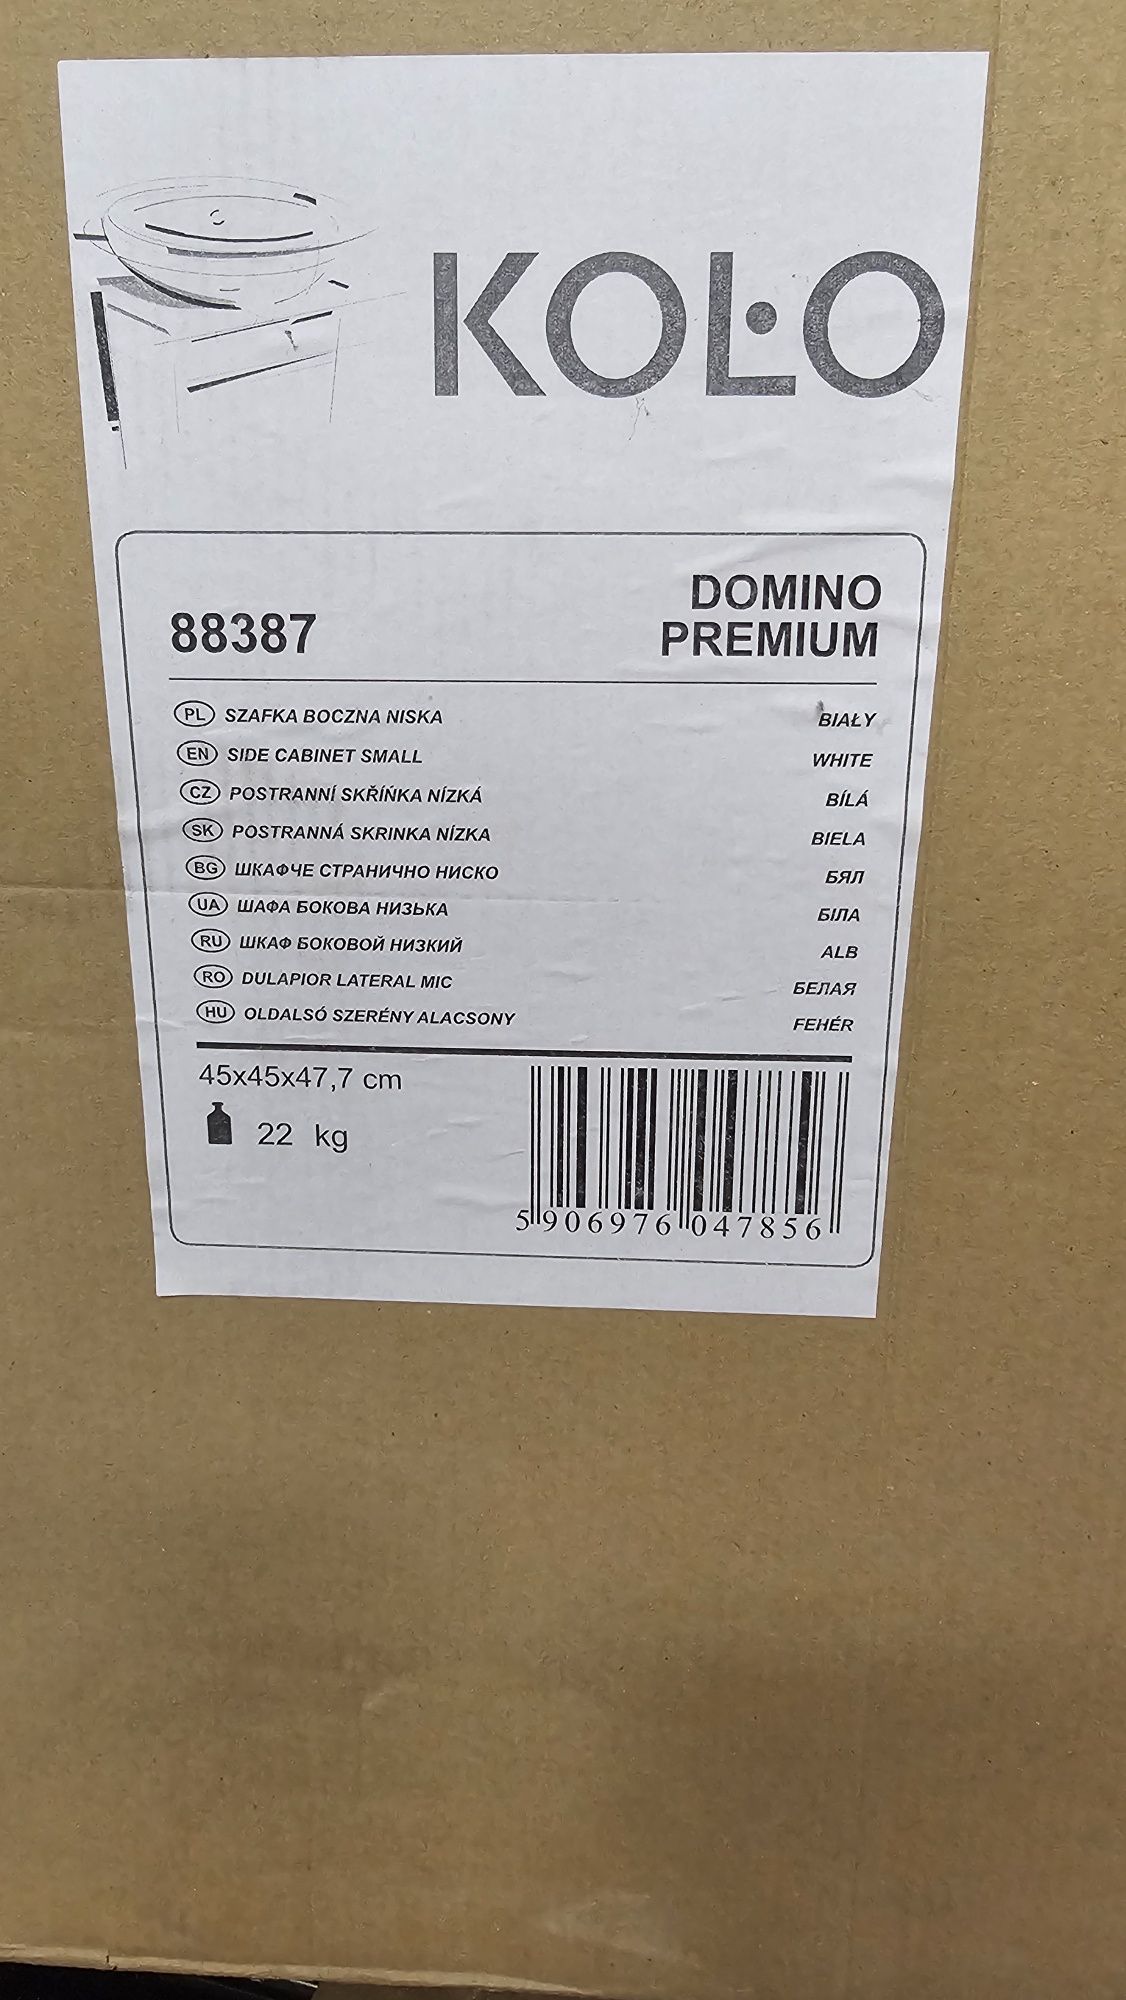 KOŁO
88387
DOMINO
PREMIUM
PL SZAFKA BOCZNA NISKA BIAŁY
EN SIDE CABINET SMALL WHITE
CZ POSTRANNÍ SKŘÍŃKA NÍZKÁ BÍLÁ
SK POSTRANNÁ SKRINKA NÍZKA BIELA
BG ШКАФЧЕ СТРАНИЧНО НИСКО БЯЛ
UA ШАФА БОКОВА НИЗЬКА БІЛА
RU ШКАФ БОКОВОЙ НИЗКИЙ ALB
RO DULAPIOR LATERAL MIC БЕЛАЯ
HU OLDALSÓ SZERÉNY ALACSONY FEHÉR
45x45x47,7 cm
22 kg
5 906976 047856